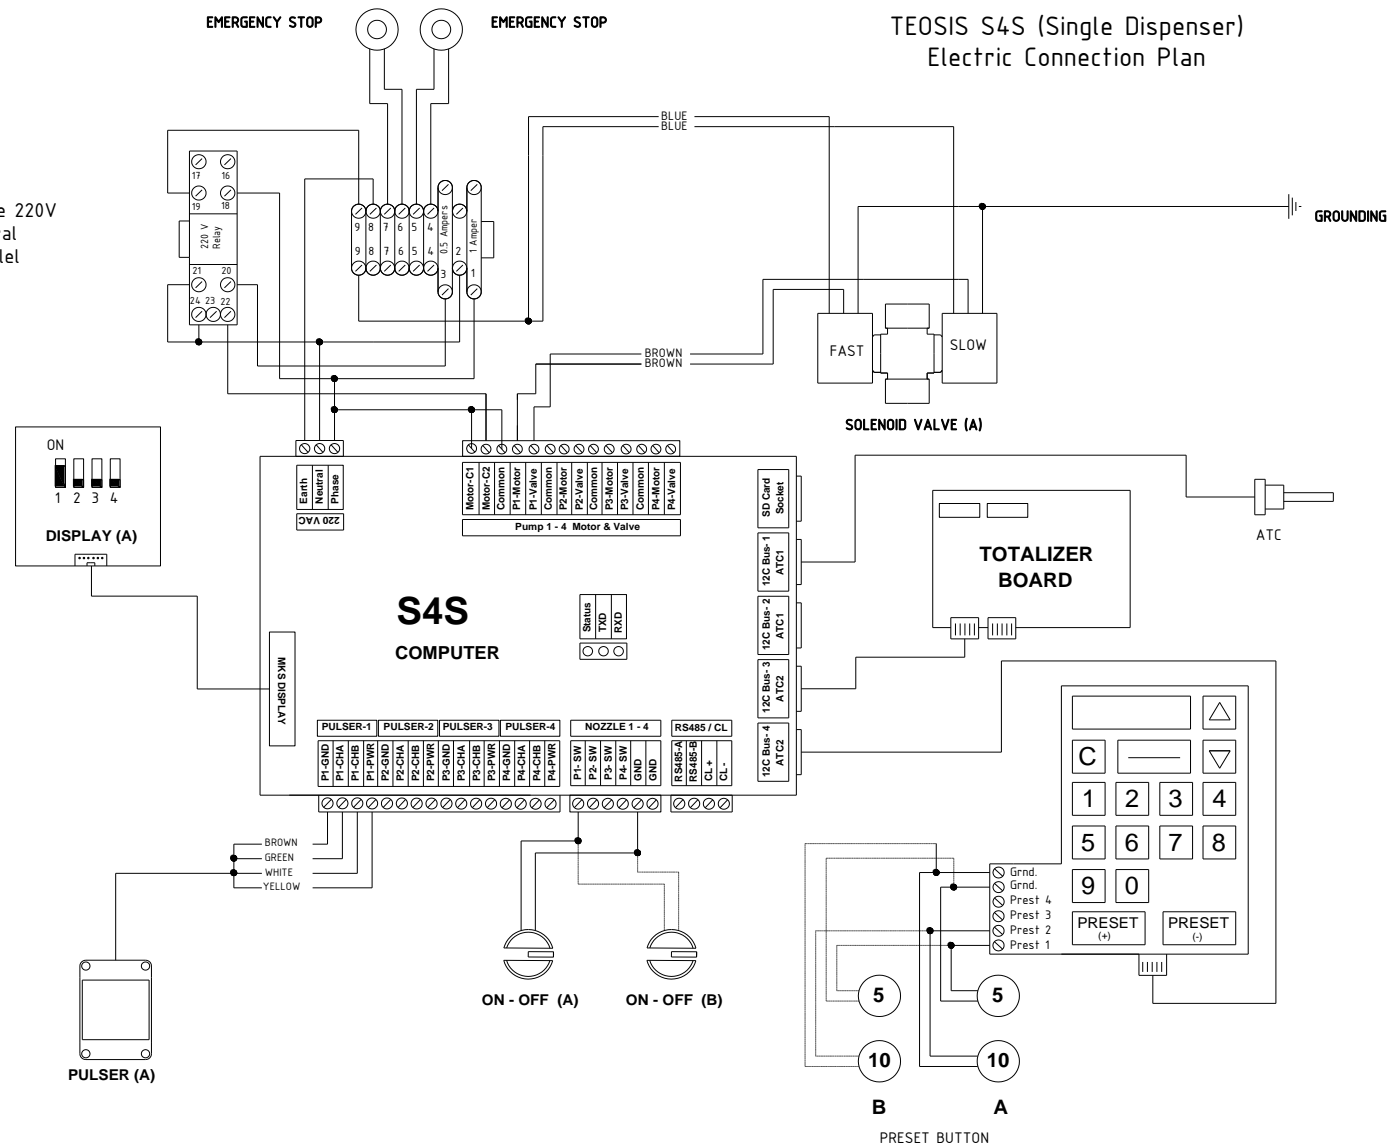 EMERGENCY STOP
EMERGENCY STOP
TEOSIS S4S (Single Dispenser)
Electric Connection Plan
BLUE
BLUE
17 16
19 18
220 V
Relay
21 20
24 23 22
e 220V
al
lel
9 8 7 6 5 4
9 8 7 6 5 4
0.5 Ampers
3
2
1 Amper
1
GROUNDING
FAST
SLOW
BROWN
BROWN
SOLENOID VALVE (A)
ON
1 2 3 4
DISPLAY (A)
Earth
Neutral
Phase
220 VAC
Motor-C1
Motor-C2
Common
P1-Motor
P1-Valve
Common
P2-Motor
P2-Valve
Common
P3-Motor
P3-Valve
Common
P4-Motor
P4-Valve
Pump 1 - 4 Motor & Valve
SD Card
Socket
12C Bus- 1
ATC1
12C Bus- 2
ATC1
12C Bus- 3
ATC2
12C Bus- 4
ATC2
ATC
TOTALIZER
BOARD
S4S
COMPUTER
Status
TXD
RXD
MKS DISPLAY
PULSER-1 PULSER-2 PULSER-3 PULSER-4
NOZZLE 1 - 4
RS485 / CL
P1-GND
P1-CHA
P1-CHB
P1-PWR
P2-GND
P2-CHA
P2-CHB
P2-PWR
P3-GND
P3-CHA
P3-CHB
P3-PWR
P4-GND
P4-CHA
P4-CHB
P4-PWR
P1- SW
P2- SW
P3- SW
P4- SW
GND
GND
RS485-A
RS485-B
CL +
CL -
BROWN
GREEN
WHITE
YELLOW
PULSER (A)
ON - OFF (A)
ON - OFF (B)
C
1 2 3 4
5 6 7 8
9 0
PRESET
(+)
PRESET
(-)
Grnd.
Grnd.
Prest 4
Prest 3
Prest 2
Prest 1
5 5
10 10
B A
PRESET BUTTON